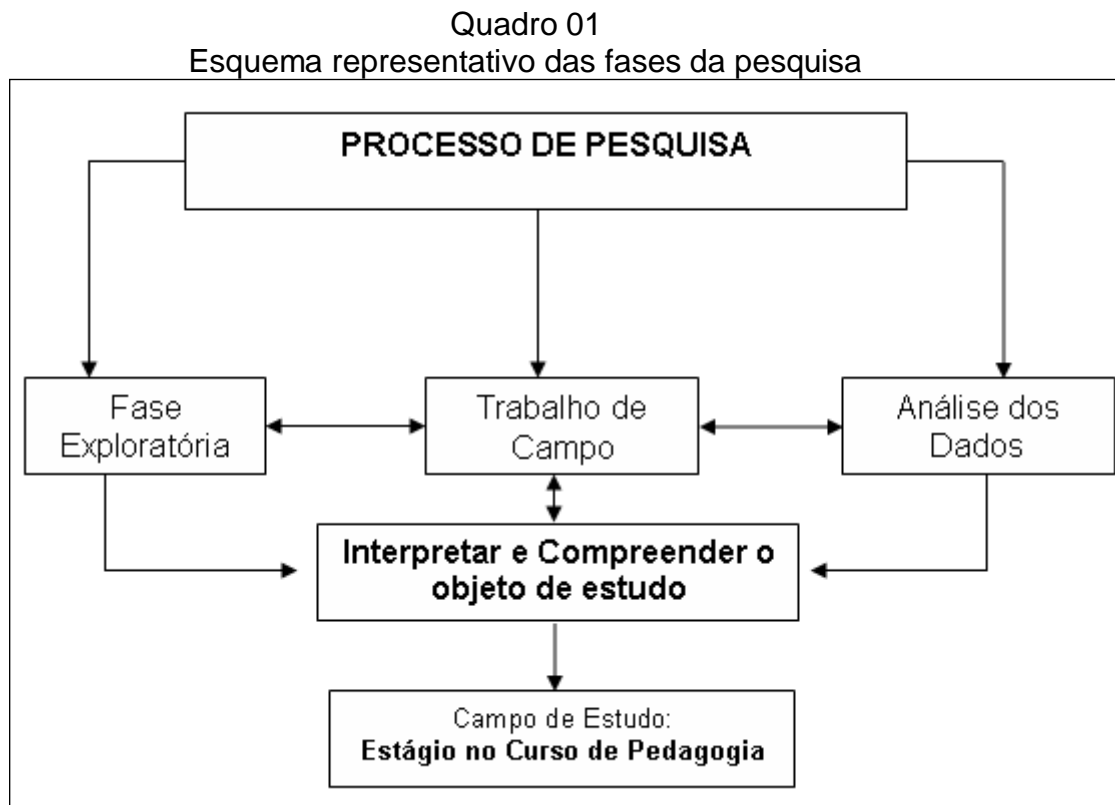 Quadro 01
Esquema representativo das fases da pesquisa
PROCESSO DE PESQUISA
Fase
Exploratória
Trabalho de
Campo
Análise dos
Dados
Interpretar e Compreender o
objeto de estudo
Campo de Estudo:
Estágio no Curso de Pedagogia